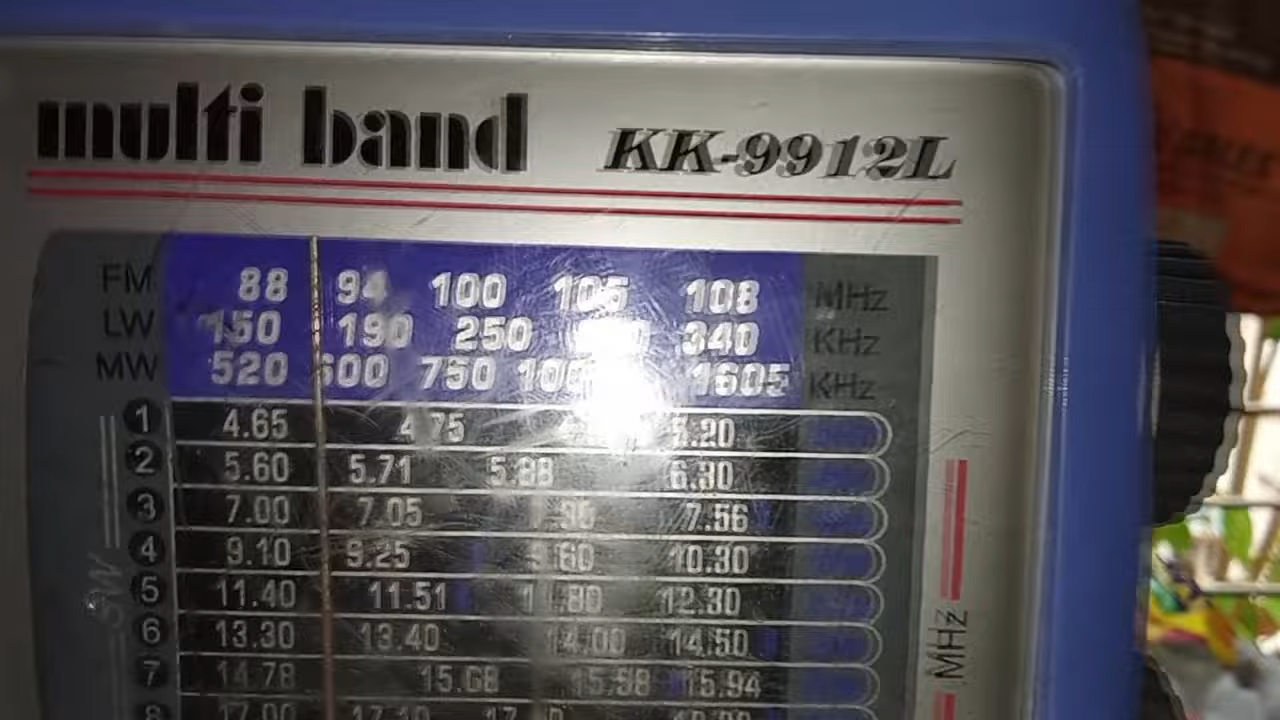 multi band KK-9912L
FM 88 94 100 105 108 MHz
LW 150 190 250 340 KHz
MW 520 600 750 1605 KHz
1 4.65 4.75 5.20
2 5.60 5.71 5.88 6.30
3 7.00 7.05 7.56
4 9.10 9.25 9.60 10.30
5 11.40 11.51 11.80 12.30
6 13.30 13.40 14.00 14.50
7 14.78 15.68 15.58 15.94
8 17.00 17.10
SW
MHz